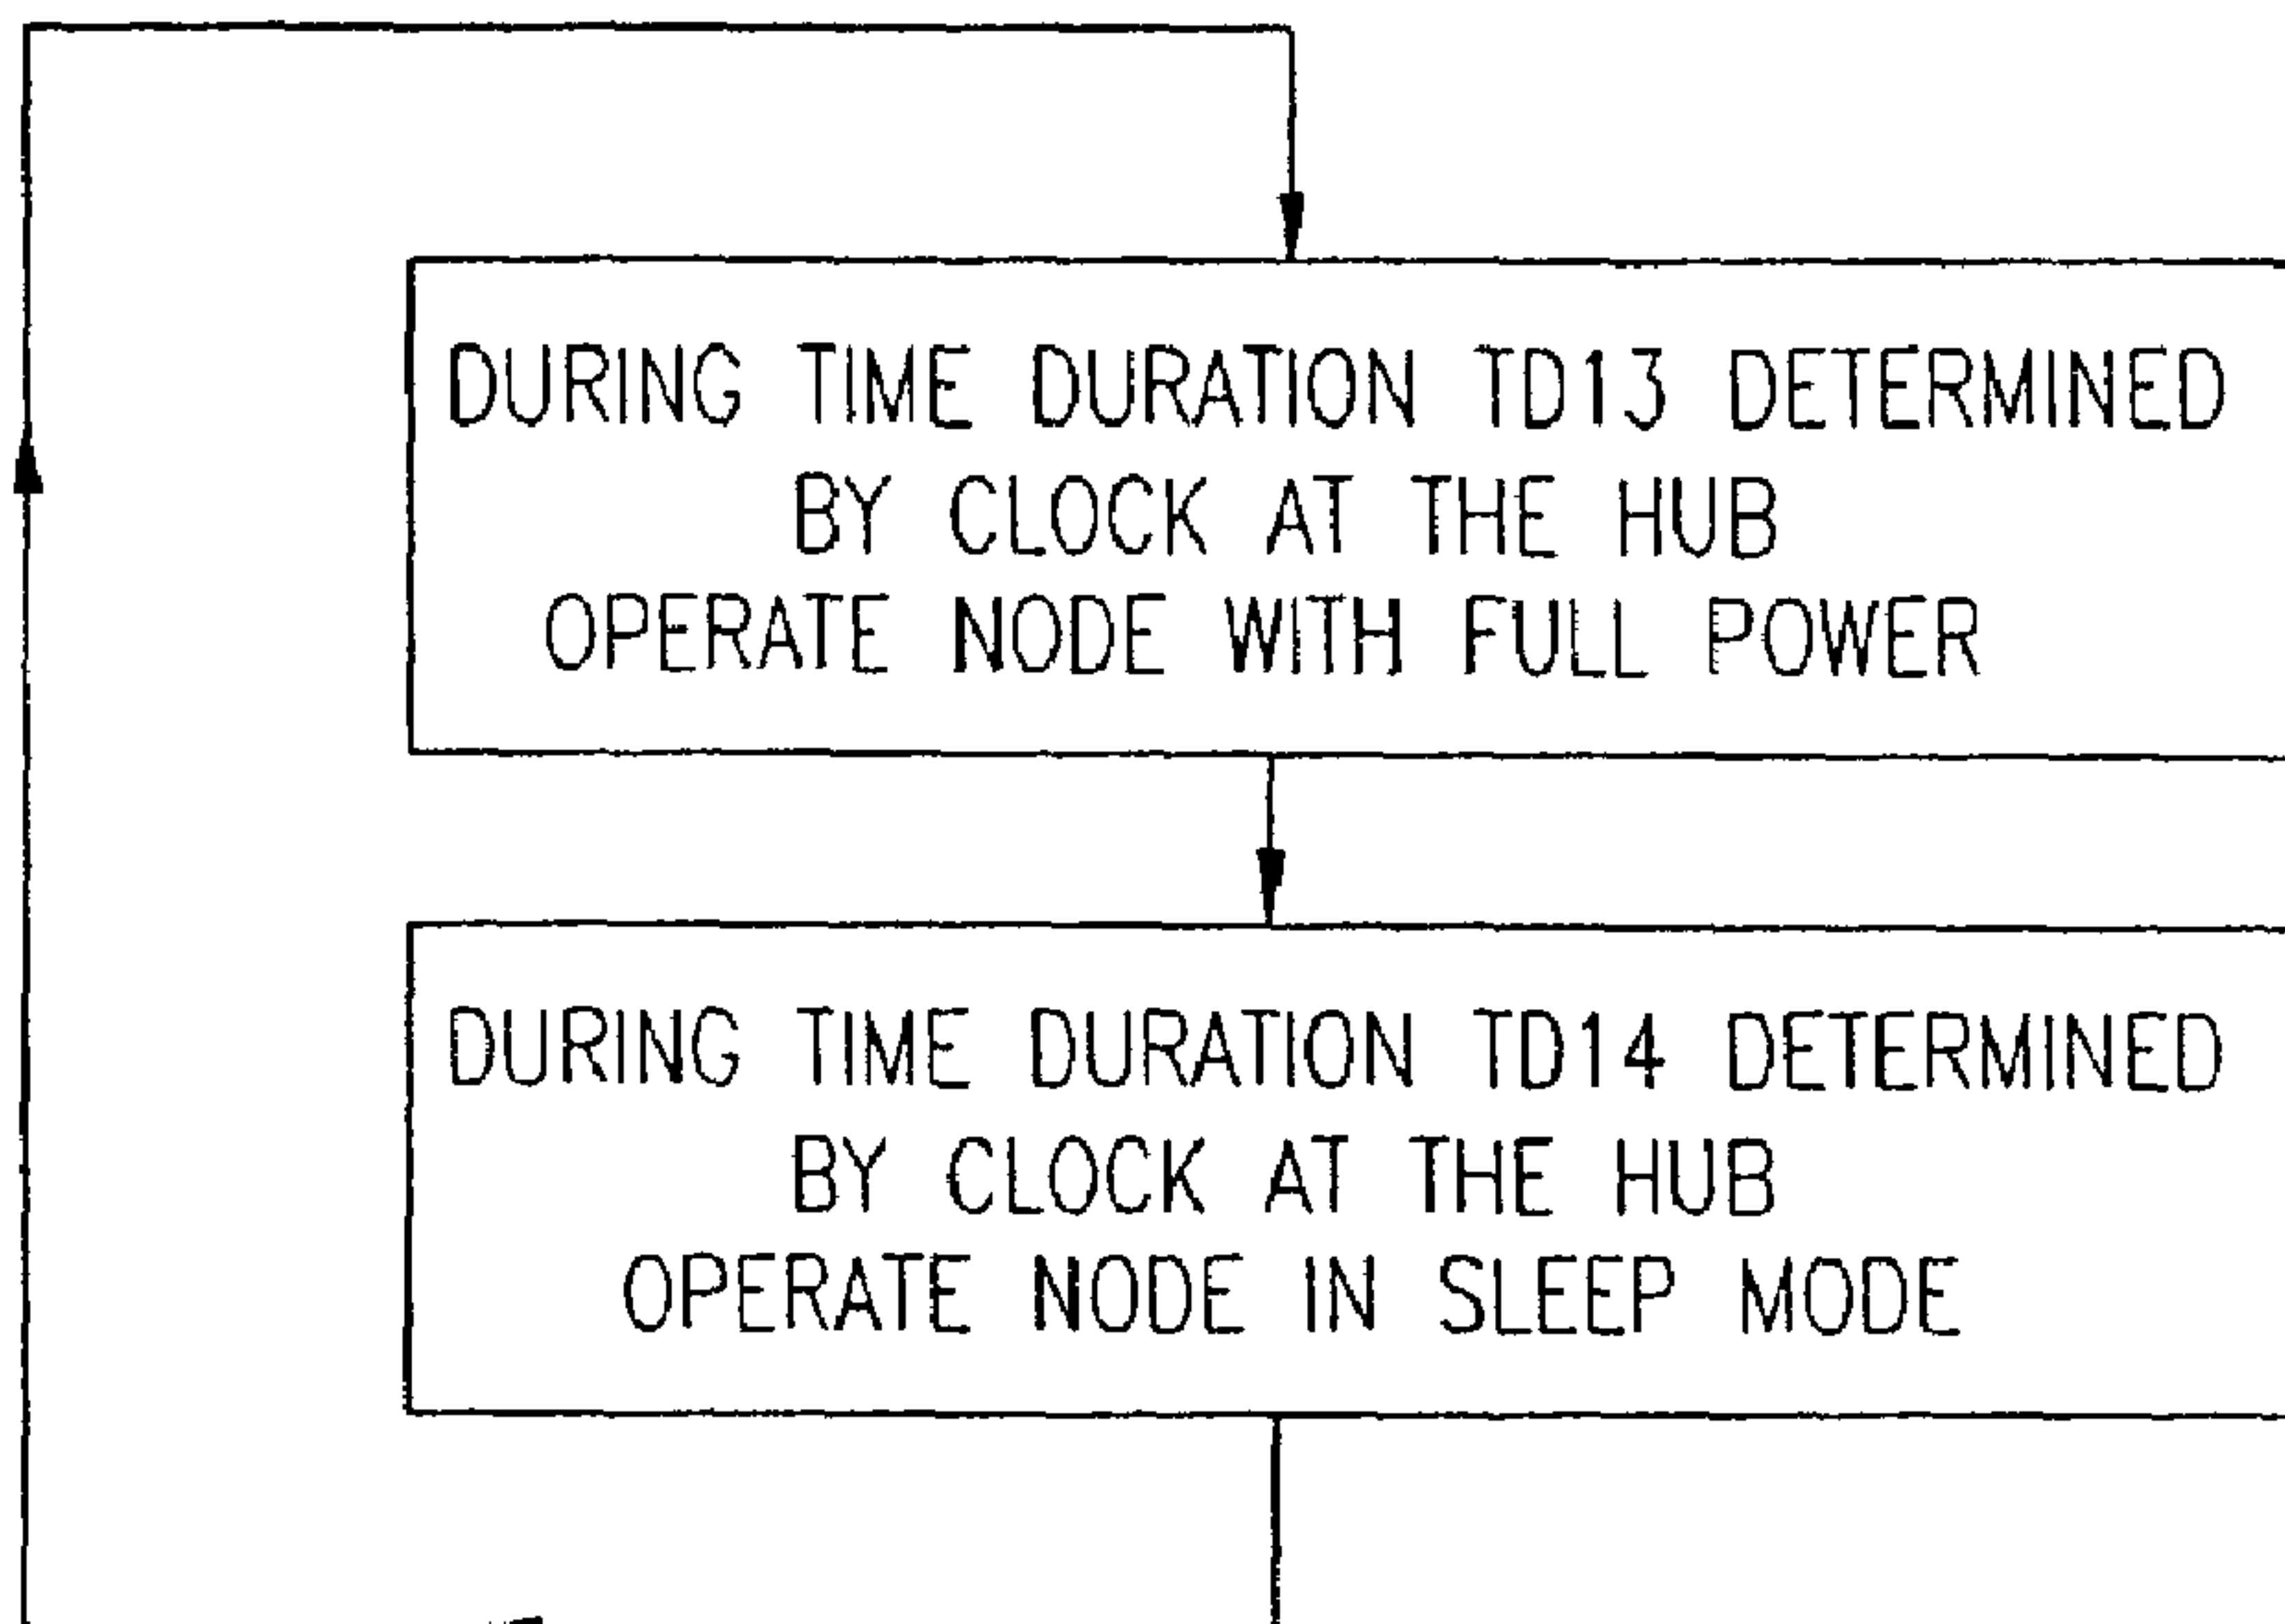 DURING TIME DURATION TD13 DETERMINED
BY CLOCK AT THE HUB
OPERATE NODE WITH FULL POWER
DURING TIME DURATION TD14 DETERMINED
BY CLOCK AT THE HUB
OPERATE NODE IN SLEEP MODE